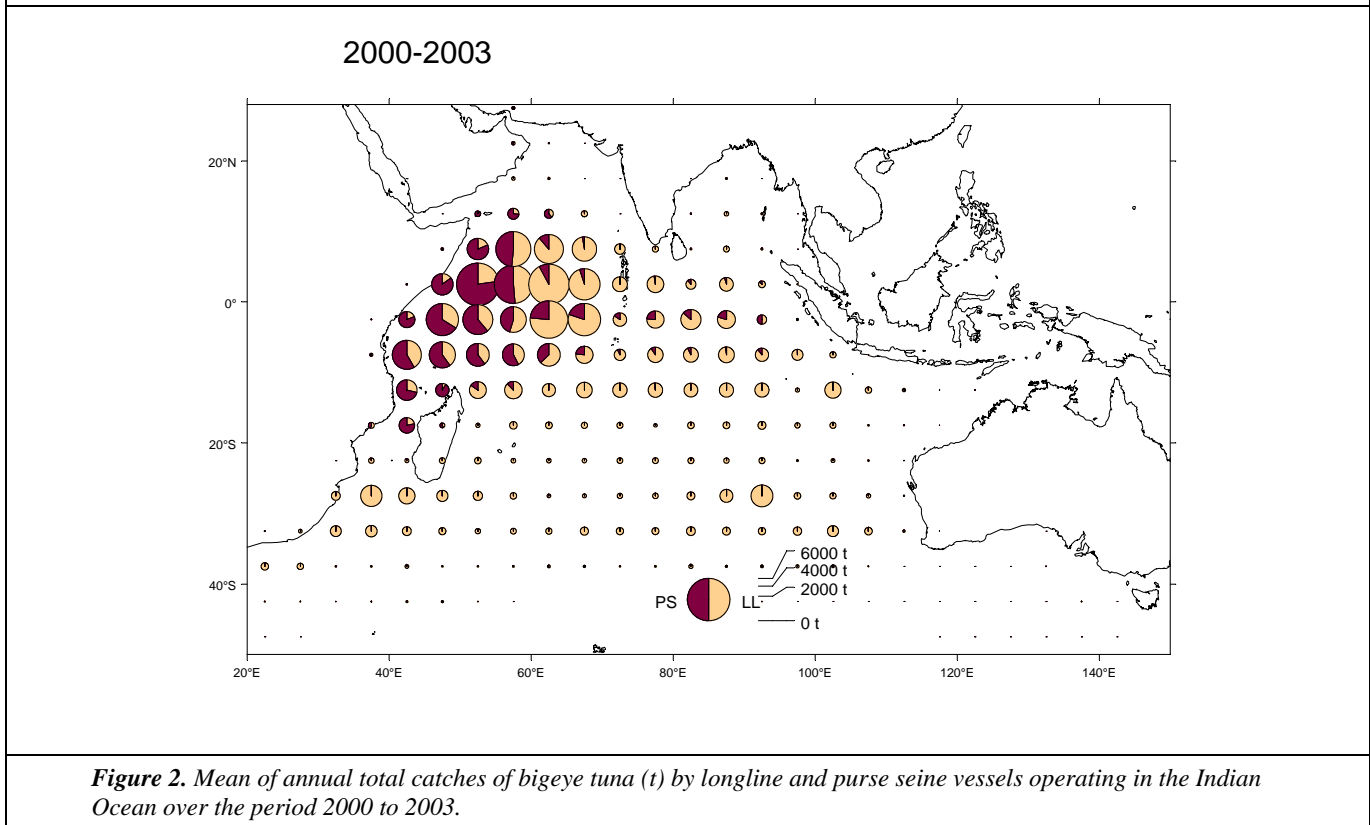 2000-2003
20°N
0°
20°S
40°S
6000 t
4000 t
2000 t
PS
LL
0 t
20°E 40°E 60°E 80°E 100°E 120°E 140°E
Figure 2. Mean of annual total catches of bigeye tuna (t) by longline and purse seine vessels operating in the Indian
Ocean over the period 2000 to 2003.